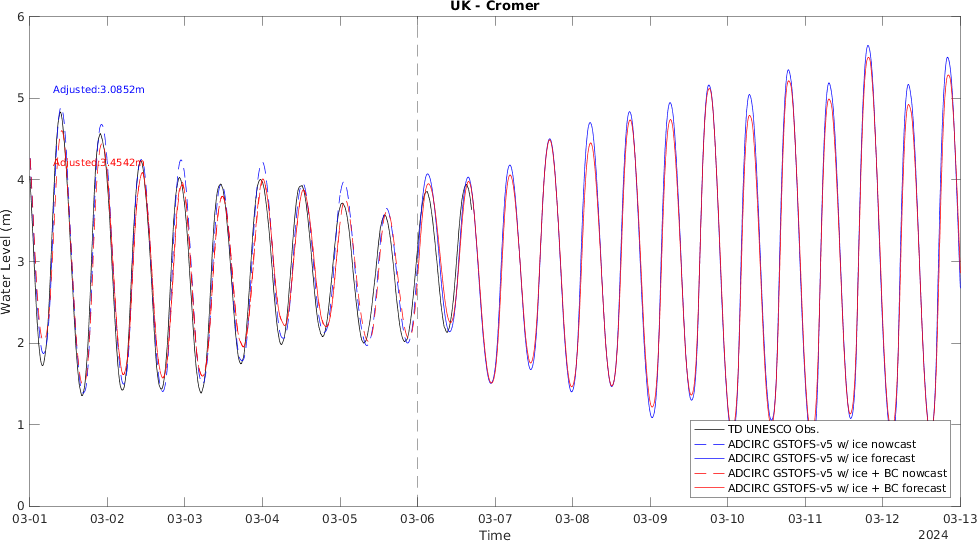 UK - Cromer
6
5
4
3
2
1
0
Water Level (m)
Adjusted:3.0852m
Adjusted:3.4542m
TD UNESCO Obs.
ADCIRC GSTOFS-v5 w/ ice nowcast
ADCIRC GSTOFS-v5 w/ ice forecast
ADCIRC GSTOFS-v5 w/ ice + BC nowcast
ADCIRC GSTOFS-v5 w/ ice + BC forecast
03-01 03-02 03-03 03-04 03-05 03-06 03-07 03-08 03-09 03-10 03-11 03-12 03-13
Time
2024